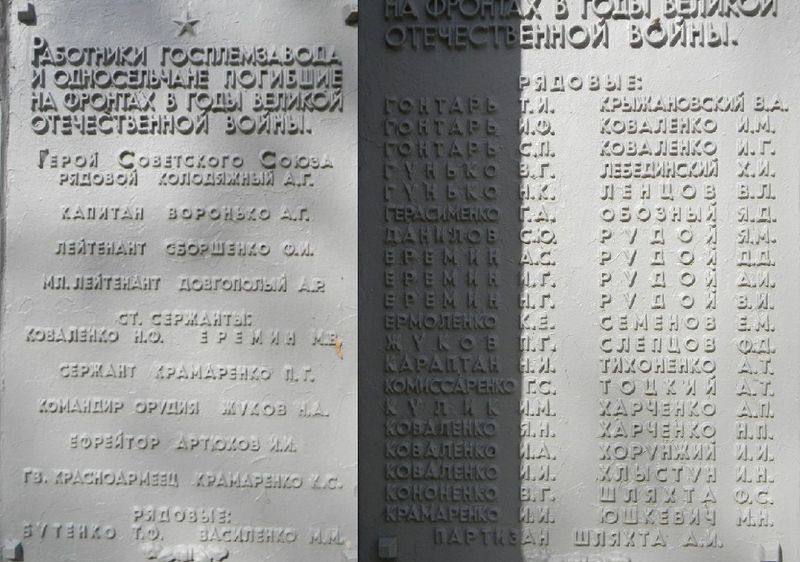 Работники госплемзавода
и односельчане погибшие
на фронтах в годы Великой
Отечественной войны.
Герой Советского Союза
рядовой Колодяжный А.Г.
капитан Воронько А.Г.
лейтенант Сборшенко Ф.И.
мл. лейтенант Довгополый А.Р.
ст. сержанты:
Коваленко Н.Ф. Еремин М.Е.
сержант Крамаренко П.Г.
командир орудия Жуков Н.А.
ефрейтор Артюхов И.И.
гв. красноармеец Крамаренко К.С.
рядовые:
Бутенко Т.Ф. Василенко М.М.
на фронтах в годы Великой
Отечественной войны.
рядовые:
Гонтарь Т.И. Крыжановский В.А.
Гонтарь И.Ф. Коваленко И.М.
Гонтарь С.П. Коваленко И.Г.
Гунько В.Г. Лебединский Х.И.
Гунько Н.К. Ленцов В.Л.
Герасименко Г.А. Обозный Я.Д.
Данилов С.Ю. Рудой Я.М.
Еремин А.С. Рудой Д.Д.
Еремин И.Г. Рудой А.И.
Еремин Н.Г. Рудой В.И.
Ермоленко К.Е. Семенов Е.М.
Жуков П.Г. Слепцов Ф.Д.
Караптан Н.И. Тихоненко А.Т.
Комиссаренко Г.С. Тоцкий А.Т.
Кулик И.М. Харченко А.П.
Коваленко Я.Н. Харченко Н.П.
Коваленко И.А. Хорунжий И.И.
Коваленко И.И. Хлыстун И.Н.
Кононенко В.Г. Шляхта Ф.С.
Крамаренко И.И. Юшкевич М.Н.
партизан Шляхта А.И.